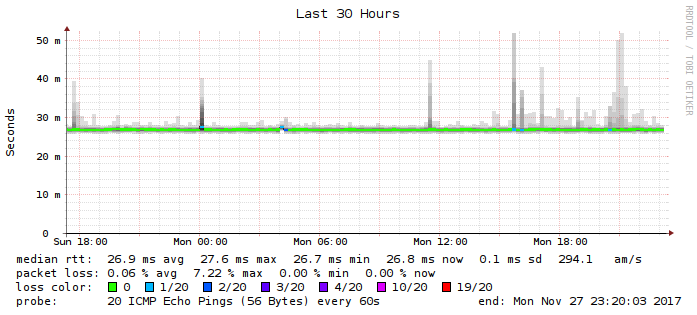 Last 30 Hours
RRDTOOL / TOBI OETIKER
Seconds
50 m
40 m
30 m
20 m
10 m
0
Sun 18:00 Mon 00:00 Mon 06:00 Mon 12:00 Mon 18:00
median rtt: 26.9 ms avg 27.6 ms max 26.7 ms min 26.8 ms now 0.1 ms sd 294.1 am/s
packet loss: 0.06 % avg 7.22 % max 0.00 % min 0.00 % now
loss color: 0 1/20 2/20 3/20 4/20 10/20 19/20
probe: 20 ICMP Echo Pings (56 Bytes) every 60s end: Mon Nov 27 23:20:03 2017